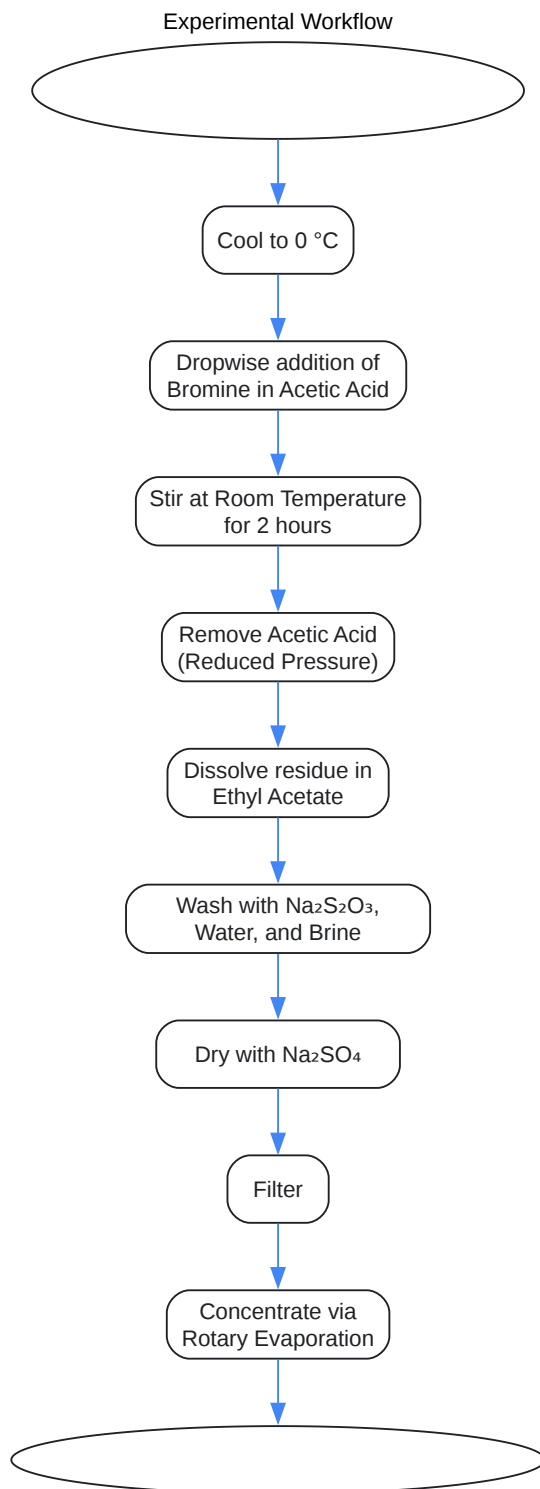 Experimental Workflow
Cool to 0 °C
Dropwise addition of
Bromine in Acetic Acid
Stir at Room Temperature
for 2 hours
Remove Acetic Acid
(Reduced Pressure)
Dissolve residue in
Ethyl Acetate
Wash with Na₂S₂O₃,
Water, and Brine
Dry with Na₂SO₄
Filter
Concentrate via
Rotary Evaporation